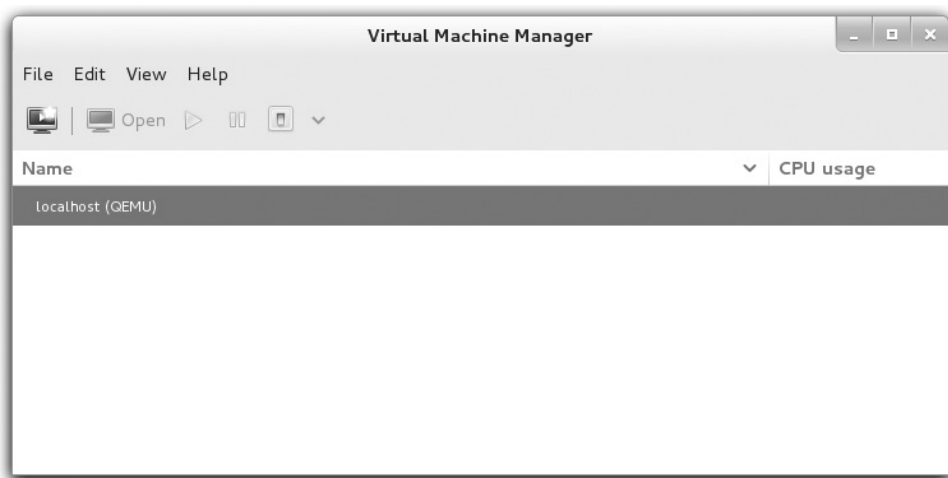 Virtual Machine Manager
File Edit View Help
Open
Name CPU usage
localhost (QEMU)